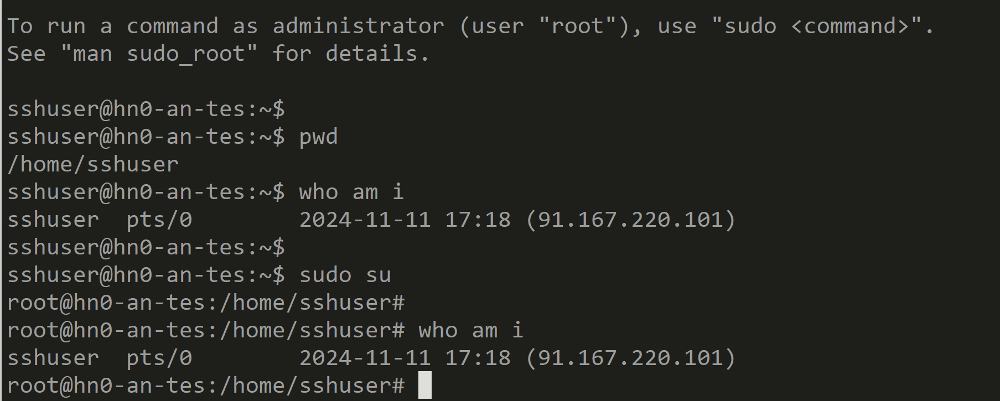 To run a command as administrator (user "root"), use "sudo <command>".
See "man sudo_root" for details.
sshuser@hn0-an-tes:~$
sshuser@hn0-an-tes:~$ pwd
/home/sshuser
sshuser@hn0-an-tes:~$ who am i
sshuser  pts/0        2024-11-11 17:18 (91.167.220.101)
sshuser@hn0-an-tes:~$
sshuser@hn0-an-tes:~$ sudo su
root@hn0-an-tes:/home/sshuser#
root@hn0-an-tes:/home/sshuser# who am i
sshuser  pts/0        2024-11-11 17:18 (91.167.220.101)
root@hn0-an-tes:/home/sshuser#